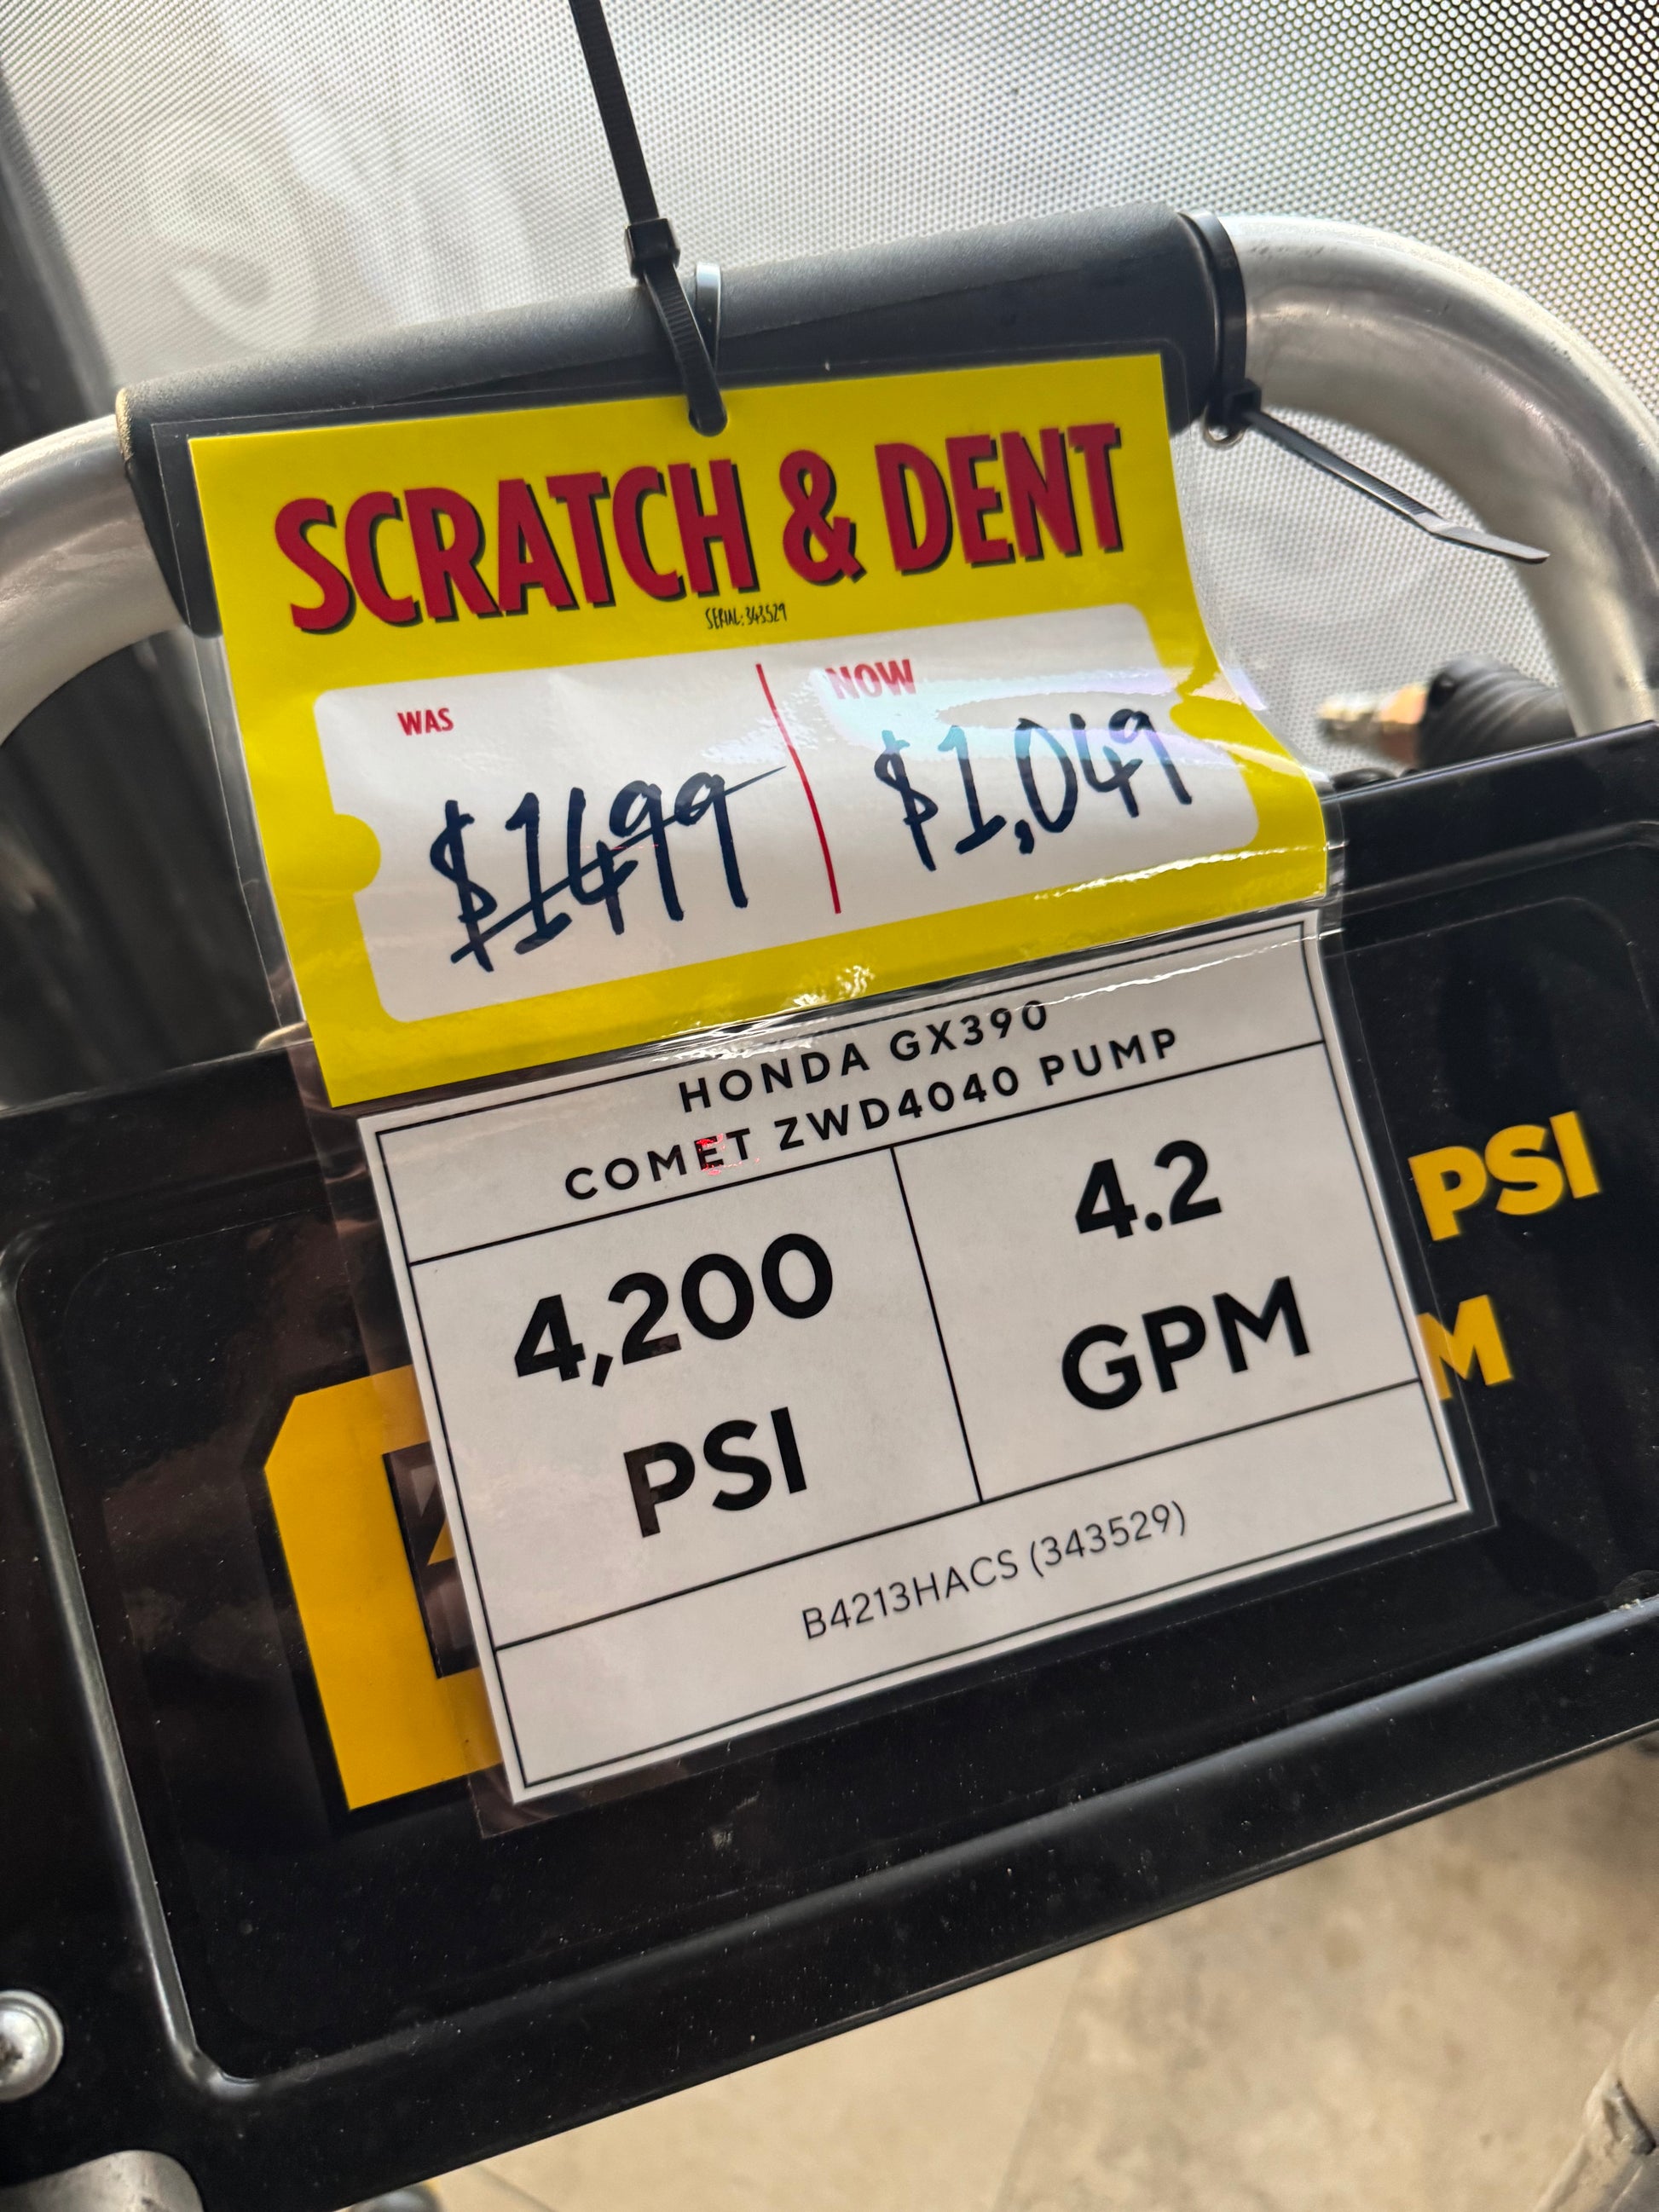 SCRATCH & DENT
SERIAL: 343529
WAS
NOW
$1499
$1,049
HONDA GX390
COMET ZWD4040 PUMP
4,200
PSI
4.2
GPM
B4213HACS (343529)
PSI
M